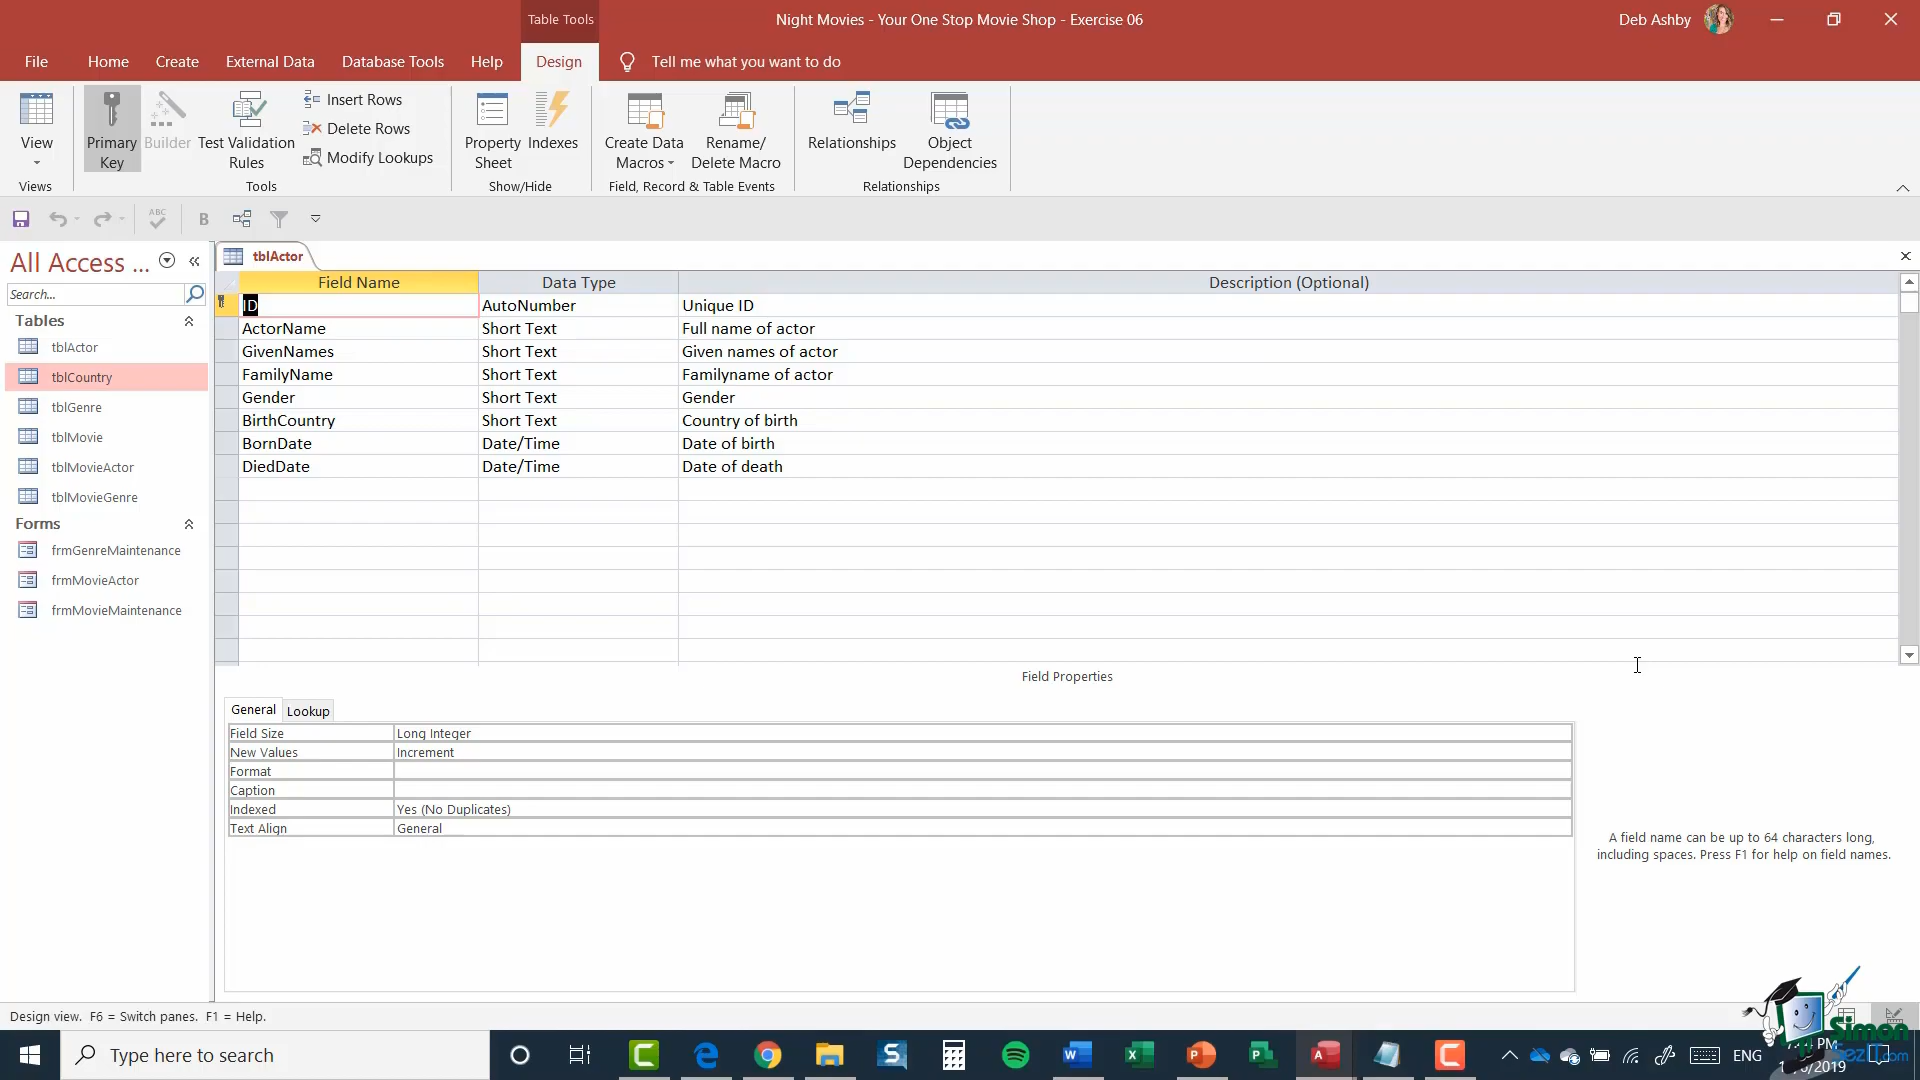 Table Tools
Night Movies - Your One Stop Movie Shop - Exercise 06
Deb Ashby
File
Home
Create
External Data
Database Tools
Help
Design
Tell me what you want to do
View
Primary Key
Builder
Test Validation Rules
Insert Rows
Delete Rows
Modify Lookups
Property Sheet
Indexes
Create Data Macros
Rename/ Delete Macro
Relationships
Object Dependencies
Views
Tools
Show/Hide
Field, Record & Table Events
Relationships
ABC
B
All Access ...
Search...
Tables
tblActor
tblCountry
tblGenre
tblMovie
tblMovieActor
tblMovieGenre
Forms
frmGenreMaintenance
frmMovieActor
frmMovieMaintenance
tblActor
Field Name Data Type Description (Optional)
ID AutoNumber Unique ID
ActorName Short Text Full name of actor
GivenNames Short Text Given names of actor
FamilyName Short Text Familyname of actor
Gender Short Text Gender
BirthCountry Short Text Country of birth
BornDate Date/Time Date of birth
DiedDate Date/Time Date of death
Field Properties
General Lookup
Field Size Long Integer
New Values Increment
Format
Caption
Indexed Yes (No Duplicates)
Text Align General
A field name can be up to 64 characters long,
including spaces. Press F1 for help on field names.
Design view. F6 = Switch panes. F1 = Help.
Type here to search
ENG
PM
Simon
SezIT.com